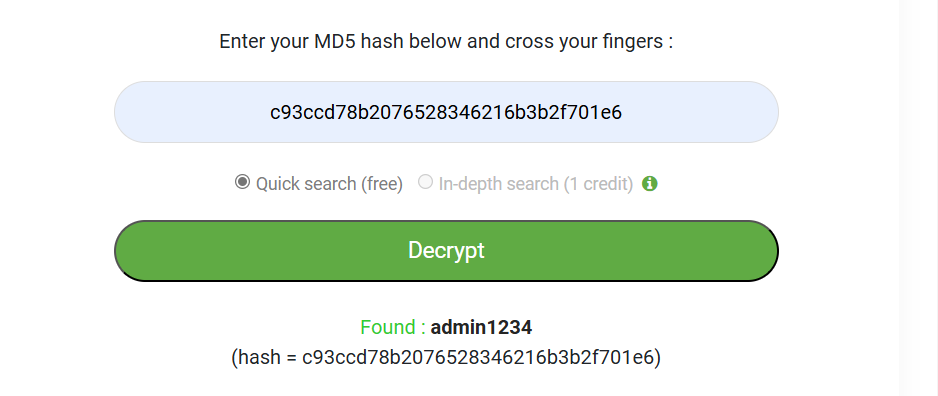 Enter your MD5 hash below and cross your fingers :
c93ccd78b2076528346216b3b2f701e6
Quick search (free) In-depth search (1 credit)
Decrypt
Found : admin1234
(hash = c93ccd78b2076528346216b3b2f701e6)